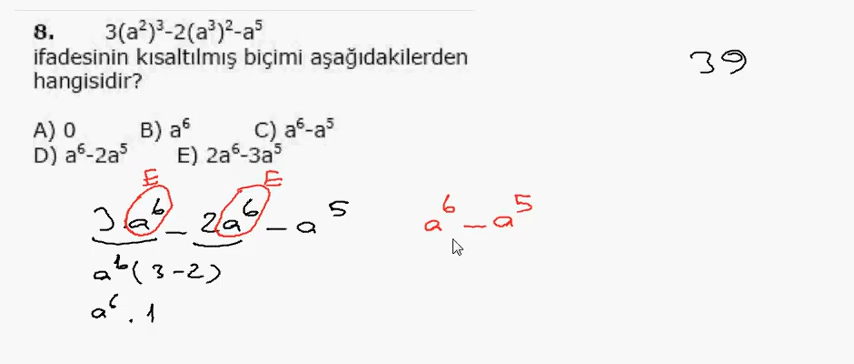 8. 3(a²)³-2(a³)²-a⁵
ifadesinin kısaltılmış biçimi aşağıdakilerden
hangisidir?
A) 0 B) a⁶ C) a⁶-a⁵
D) a⁶-2a⁵ E) 2a⁶-3a⁵
39
E E
3a⁶ - 2a⁶ - a⁵ a⁶ - a⁵
a⁶(3-2)
a⁶.1